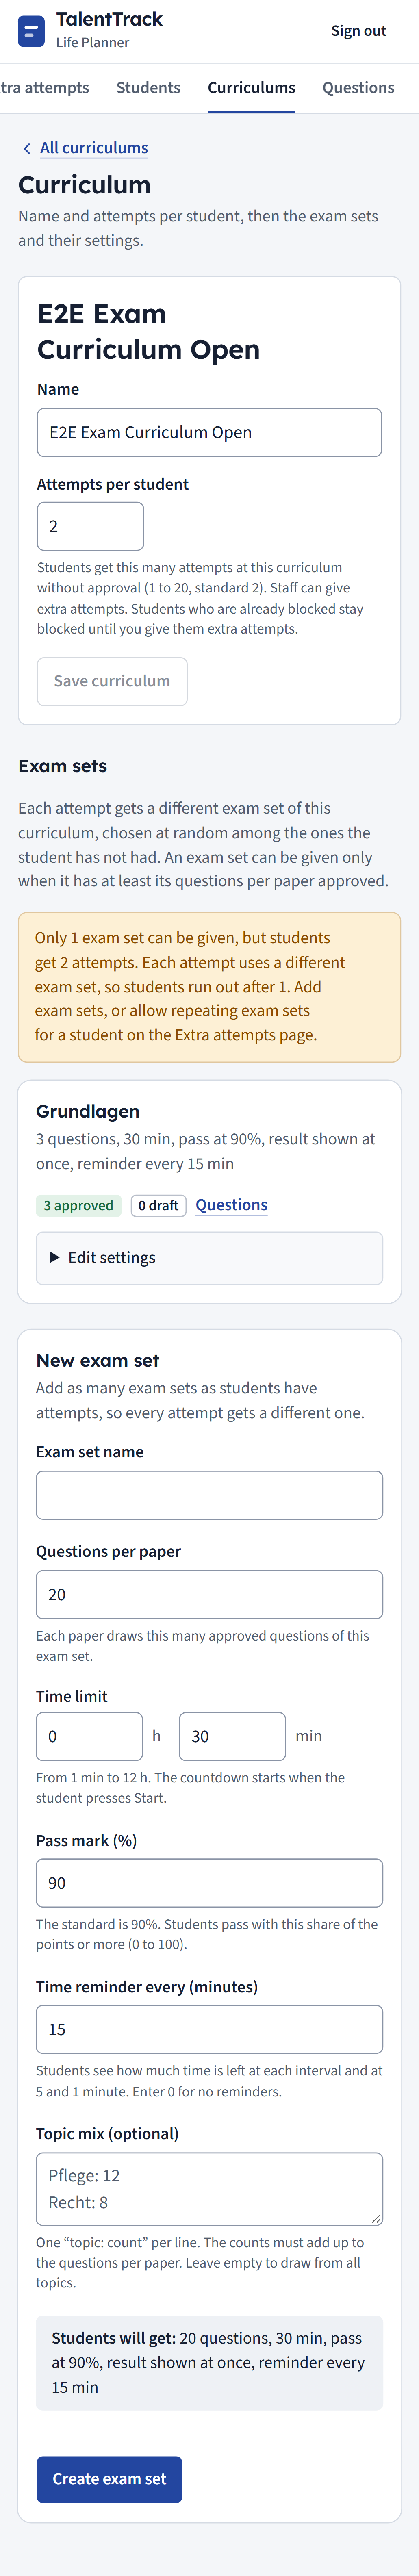 TalentTrack
Life Planner
Sign out
tra attempts
Students
Curriculums
Questions
All curriculums
Curriculum
Name and attempts per student, then the exam sets
and their settings.
E2E Exam
Curriculum Open
Name
E2E Exam Curriculum Open
Attempts per student
2
Students get this many attempts at this curriculum
without approval (1 to 20, standard 2). Staff can give
extra attempts. Students who are already blocked stay
blocked until you give them extra attempts.
Save curriculum
Exam sets
Each attempt gets a different exam set of this
curriculum, chosen at random among the ones the
student has not had. An exam set can be given only
when it has at least its questions per paper approved.
Only 1 exam set can be given, but students
get 2 attempts. Each attempt uses a different
exam set, so students run out after 1. Add
exam sets, or allow repeating exam sets
for a student on the Extra attempts page.
Grundlagen
3 questions, 30 min, pass at 90%, result shown at
once, reminder every 15 min
3 approved
0 draft
Questions
Edit settings
New exam set
Add as many exam sets as students have
attempts, so every attempt gets a different one.
Exam set name
Questions per paper
20
Each paper draws this many approved questions of this
exam set.
Time limit
0 h 30 min
From 1 min to 12 h. The countdown starts when the
student presses Start.
Pass mark (%)
90
The standard is 90%. Students pass with this share of the
points or more (0 to 100).
Time reminder every (minutes)
15
Students see how much time is left at each interval and at
5 and 1 minute. Enter 0 for no reminders.
Topic mix (optional)
Pflege: 12
Recht: 8
One “topic: count” per line. The counts must add up to
the questions per paper. Leave empty to draw from all
topics.
Students will get: 20 questions, 30 min, pass
at 90%, result shown at once, reminder every
15 min
Create exam set